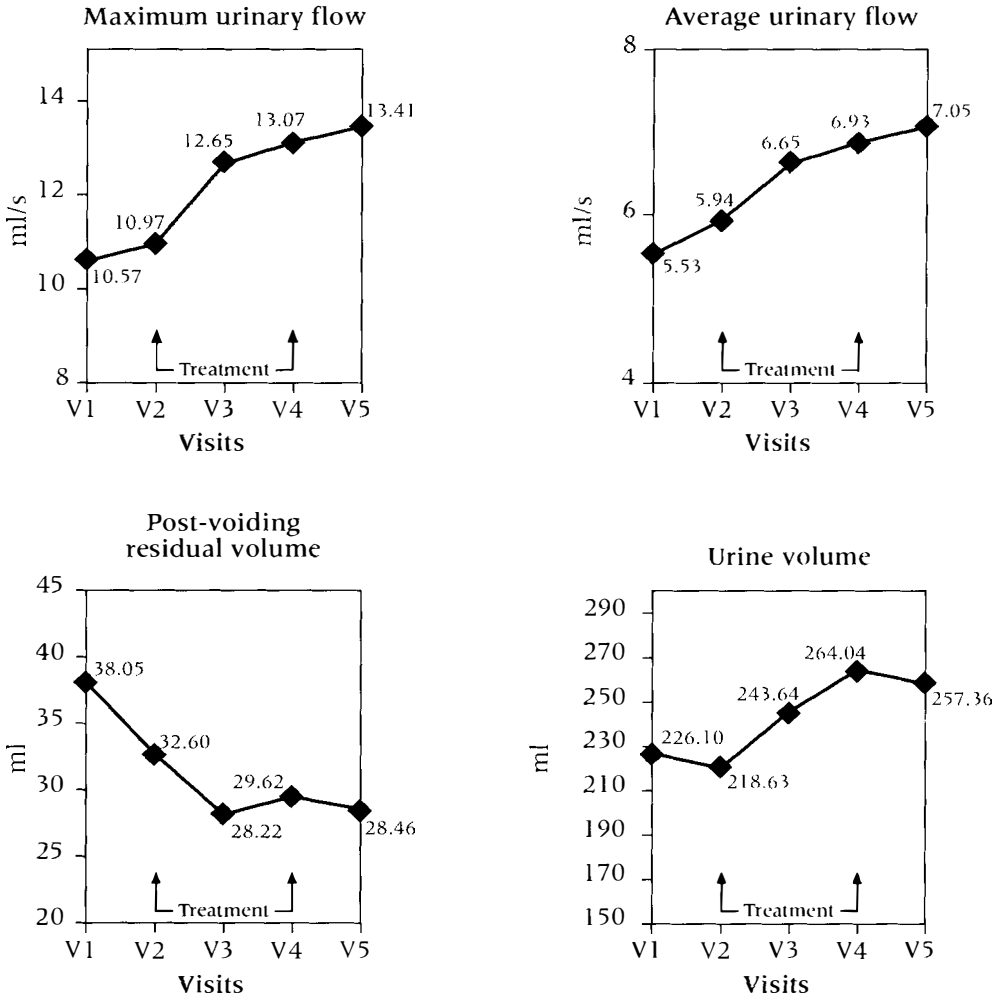 Maximum urinary flow
14
12
10
8
ml/s
10.57
10.97
12.65
13.07
13.41
Treatment
V1 V2 V3 V4 V5
Visits
Average urinary flow
8
6
4
ml/s
5.53
5.94
6.65
6.93
7.05
Treatment
V1 V2 V3 V4 V5
Visits
Post-voiding
residual volume
45
40
35
30
25
20
ml
38.05
32.60
28.22
29.62
28.46
Treatment
V1 V2 V3 V4 V5
Visits
Urine volume
290
270
250
230
210
190
170
150
ml
226.10
218.63
243.64
264.04
257.36
Treatment
V1 V2 V3 V4 V5
Visits